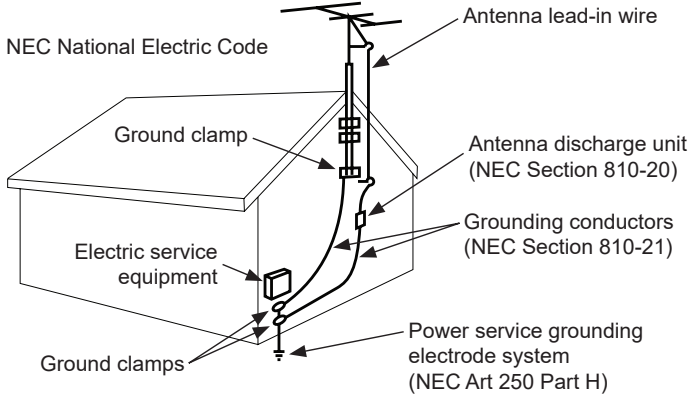 Antenna lead-in wire
NEC National Electric Code
Ground clamp
Antenna discharge unit
(NEC Section 810-20)
Grounding conductors
(NEC Section 810-21)
Electric service
equipment
Power service grounding
electrode system
(NEC Art 250 Part H)
Ground clamps